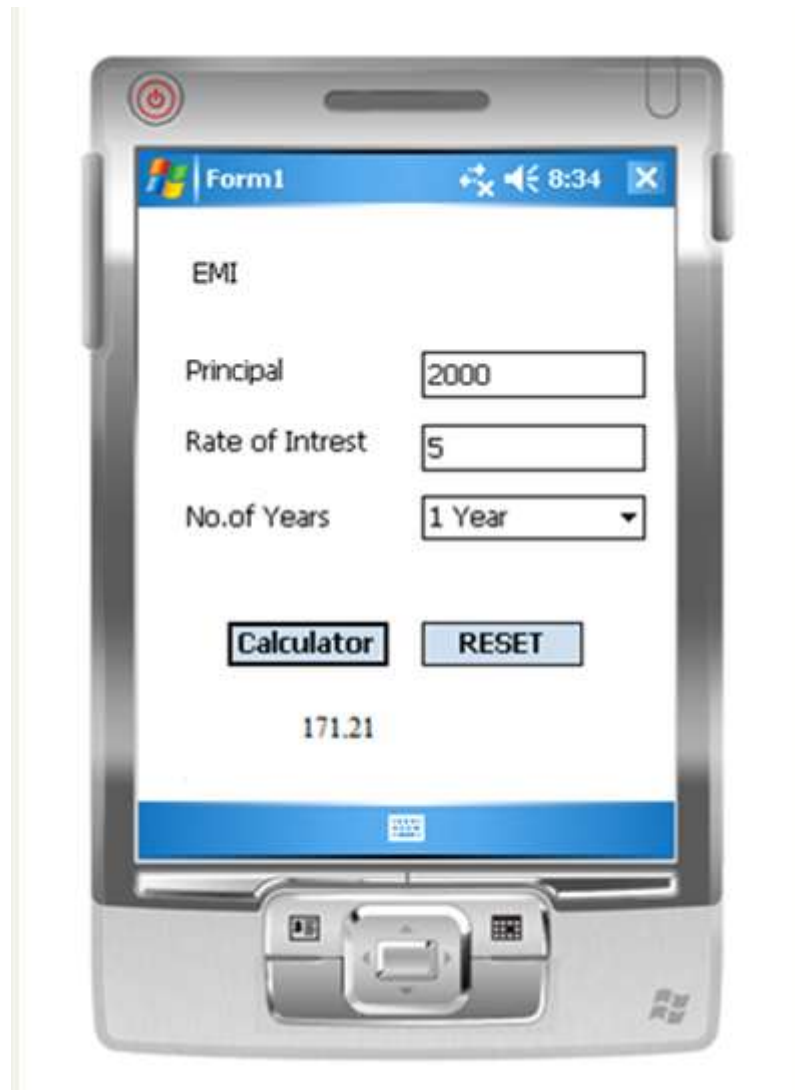 Form1 8:34
EMI
Principal 2000
Rate of Intrest 5
No.of Years 1 Year
Calculator RESET
171.21